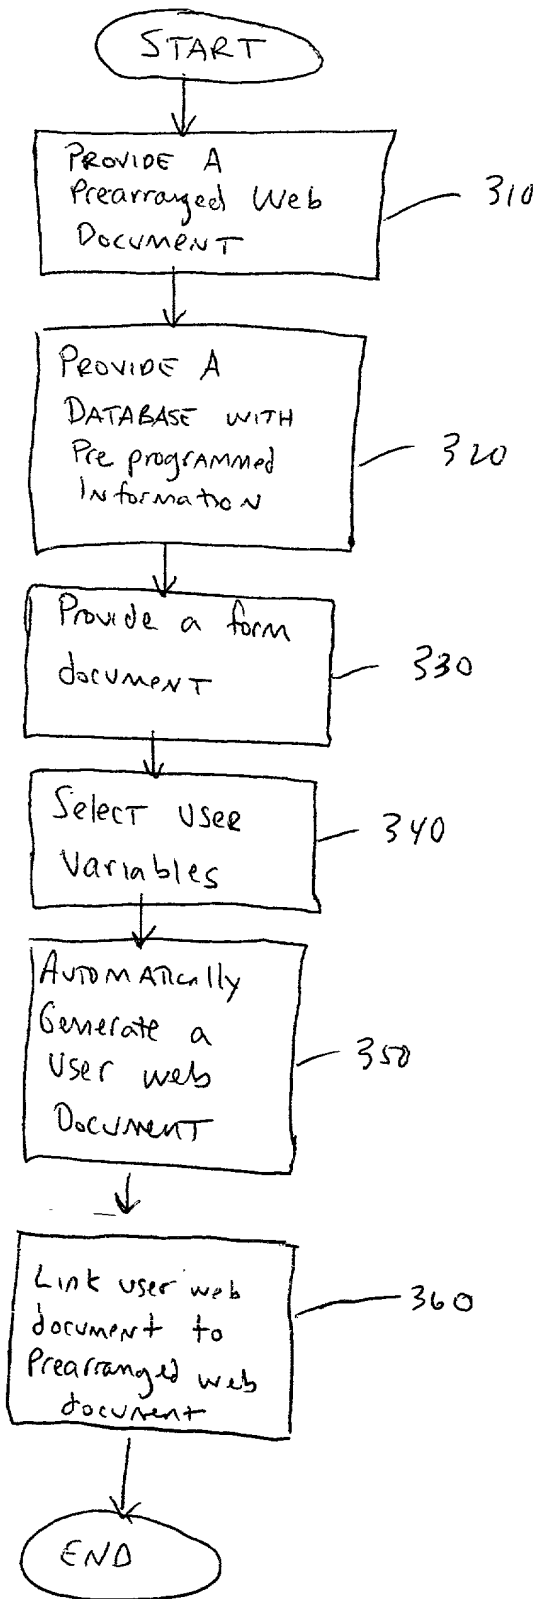 START
PROVIDE A
Prearranged Web
DOCUMENT
310
PROVIDE A
DATABASE WITH
Pre programmed
Information
320
Provide a form
document
330
Select user
Variables
340
Automatically
Generate a
User web
Document
350
Link user web
document to
Prearranged web
document
360
END